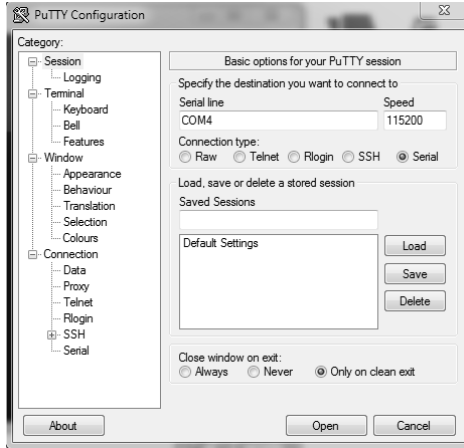 PuTTY Configuration
Category:
Session
Logging
Terminal
Keyboard
Bell
Features
Window
Appearance
Behaviour
Translation
Selection
Colours
Connection
Data
Proxy
Telnet
Rlogin
SSH
Serial
Basic options for your PuTTY session
Specify the destination you want to connect to
Serial line Speed
COM4 115200
Connection type:
Raw Telnet Rlogin SSH Serial
Load, save or delete a stored session
Saved Sessions
Default Settings
Load
Save
Delete
Close window on exit:
Always Never Only on clean exit
About Open Cancel